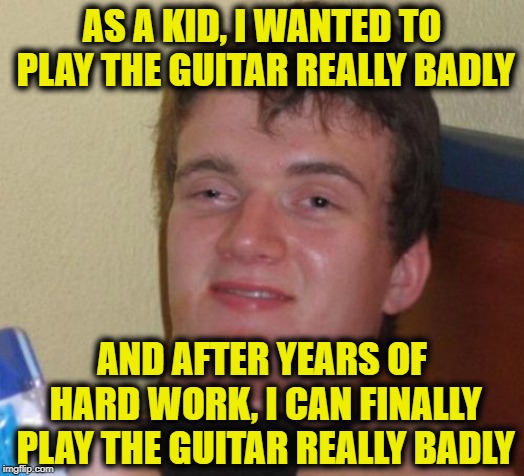 AS A KID, I WANTED TO
PLAY THE GUITAR REALLY BADLY
AND AFTER YEARS OF
HARD WORK, I CAN FINALLY
PLAY THE GUITAR REALLY BADLY
imgflip.com